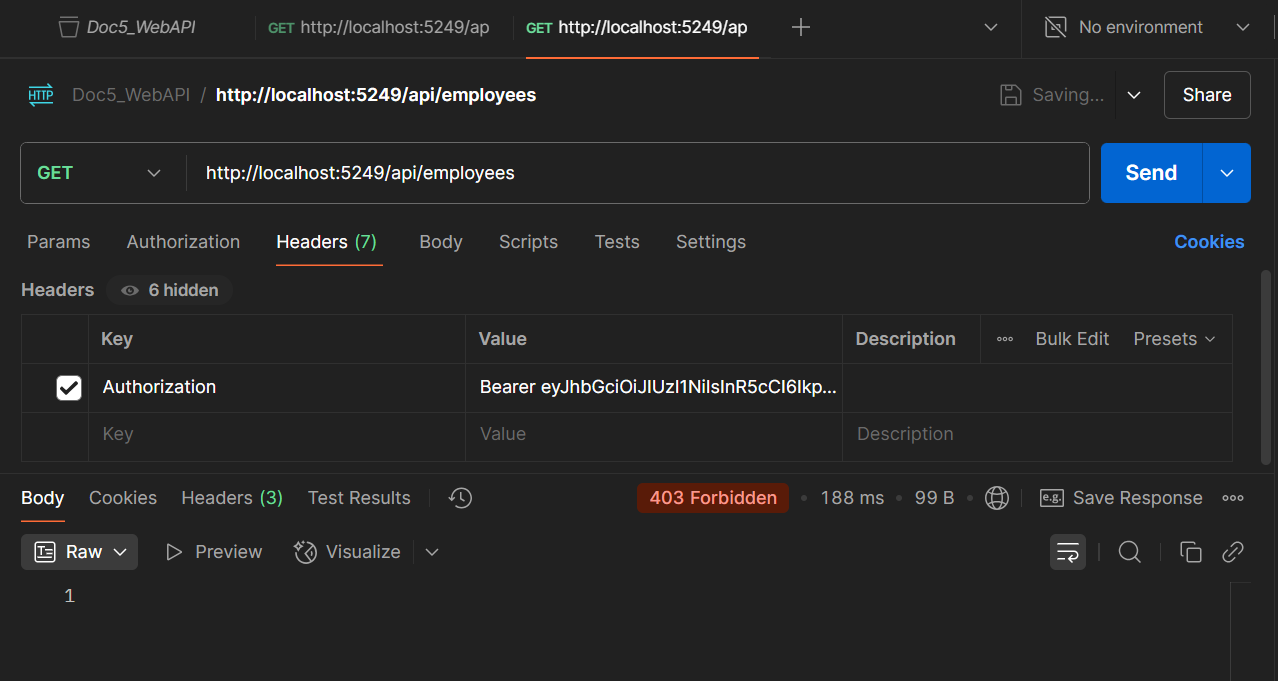 Doc5_WebAPI GET http://localhost:5249/ap GET http://localhost:5249/ap No environment
HTTP Doc5_WebAPI / http://localhost:5249/api/employees Saving... Share
GET http://localhost:5249/api/employees Send
Params Authorization Headers (7) Body Scripts Tests Settings Cookies
Headers 6 hidden
Key Value Description Bulk Edit Presets
Authorization Bearer eyJhbGciOiJIUzI1NiIsInR5cCI6Ikp...
Key Value Description
Body Cookies Headers (3) Test Results 403 Forbidden • 188 ms • 99 B • e.g. Save Response
Raw Preview Visualize
1